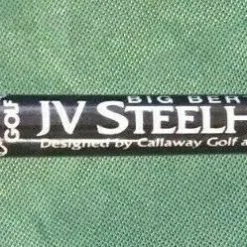 GOLF
BIG BER
JV STEELH
Designed by Callaway Golf a